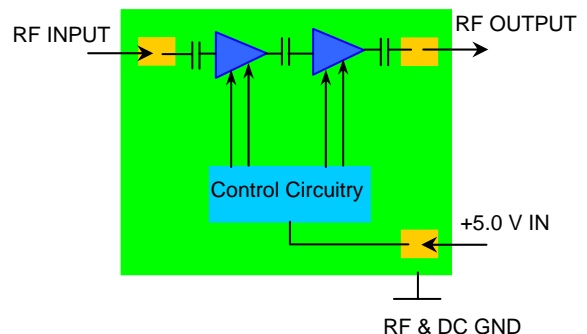 RF INPUT
RF OUTPUT
Control Circuitry
+5.0 V IN
RF & DC GND